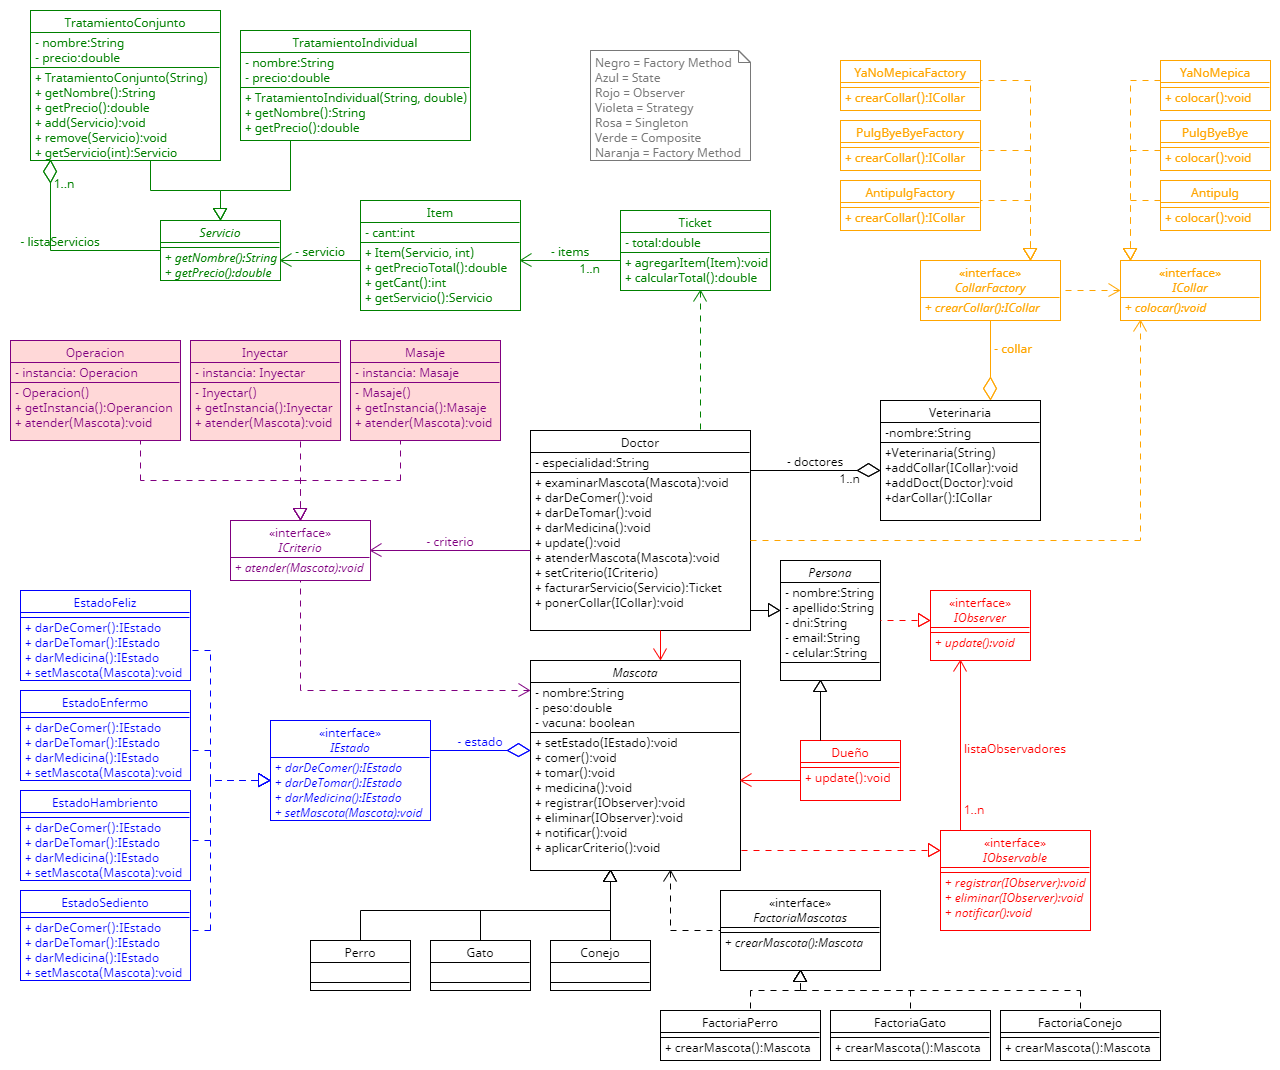 TratamientoConjunto
- nombre:String
- precio:double
+ TratamientoConjunto(String)
+ getNombre():String
+ getPrecio():double
+ add(Servicio):void
+ remove(Servicio):void
+ getServicio(int):Servicio
TratamientoIndividual
- nombre:String
- precio:double
+ TratamientoIndividual(String, double)
+ getNombre():String
+ getPrecio():double
Negro = Factory Method
Azul = State
Rojo = Observer
Violeta = Strategy
Rosa = Singleton
Verde = Composite
Naranja = Factory Method
YaNoMepicaFactory
+ crearCollar():ICollar
PulgByeByeFactory
+ crearCollar():ICollar
AntipulgFactory
+ crearCollar():ICollar
YaNoMepica
+ colocar():void
PulgByeBye
+ colocar():void
Antipulg
+ colocar():void
1..n
- listaServicios
Servicio
+ getNombre():String
+ getPrecio():double
- servicio
Item
- cant:int
+ Item(Servicio, int)
+ getPrecioTotal():double
+ getCant():int
+ getServicio():Servicio
- items
1..n
Ticket
- total:double
+ agregarItem(Item):void
+ calcularTotal():double
«interface»
CollarFactory
+ crearCollar():ICollar
«interface»
ICollar
+ colocar():void
- collar
Operacion
- instancia: Operacion
- Operacion()
+ getInstancia():Operancion
+ atender(Mascota):void
Inyectar
- instancia: Inyectar
- Inyectar()
+ getInstancia():Inyectar
+ atender(Mascota):void
Masaje
- instancia: Masaje
- Masaje()
+ getInstancia():Masaje
+ atender(Mascota):void
Doctor
- especialidad:String
+ examinarMascota(Mascota):void
+ darDeComer():void
+ darDeTomar():void
+ darMedicina():void
+ update():void
+ atenderMascota(Mascota):void
+ setCriterio(ICriterio)
+ facturarServicio(Servicio):Ticket
+ ponerCollar(ICollar):void
- doctores
1..n
Veterinaria
-nombre:String
+Veterinaria(String)
+addCollar(ICollar):void
+addDoct(Doctor):void
+darCollar():ICollar
«interface»
ICriterio
+ atender(Mascota):void
- criterio
Persona
- nombre:String
- apellido:String
- dni:String
- email:String
- celular:String
«interface»
IObserver
+ update():void
EstadoFeliz
+ darDeComer():IEstado
+ darDeTomar():IEstado
+ darMedicina():IEstado
+ setMascota(Mascota):void
EstadoEnfermo
+ darDeComer():IEstado
+ darDeTomar():IEstado
+ darMedicina():IEstado
+ setMascota(Mascota):void
EstadoHambriento
+ darDeComer():IEstado
+ darDeTomar():IEstado
+ darMedicina():IEstado
+ setMascota(Mascota):void
EstadoSediento
+ darDeComer():IEstado
+ darDeTomar():IEstado
+ darMedicina():IEstado
+ setMascota(Mascota):void
«interface»
IEstado
+ darDeComer():IEstado
+ darDeTomar():IEstado
+ darMedicina():IEstado
+ setMascota(Mascota):void
- estado
Mascota
- nombre:String
- peso:double
- vacuna: boolean
+ setEstado(IEstado):void
+ comer():void
+ tomar():void
+ medicina():void
+ registrar(IObserver):void
+ eliminar(IObserver):void
+ notificar():void
+ aplicarCriterio():void
Dueño
+ update():void
listaObservadores
1..n
«interface»
IObservable
+ registrar(IObserver):void
+ eliminar(IObserver):void
+ notificar():void
Perro
Gato
Conejo
«interface»
FactoriaMascotas
+ crearMascota():Mascota
FactoriaPerro
+ crearMascota():Mascota
FactoriaGato
+ crearMascota():Mascota
FactoriaConejo
+ crearMascota():Mascota